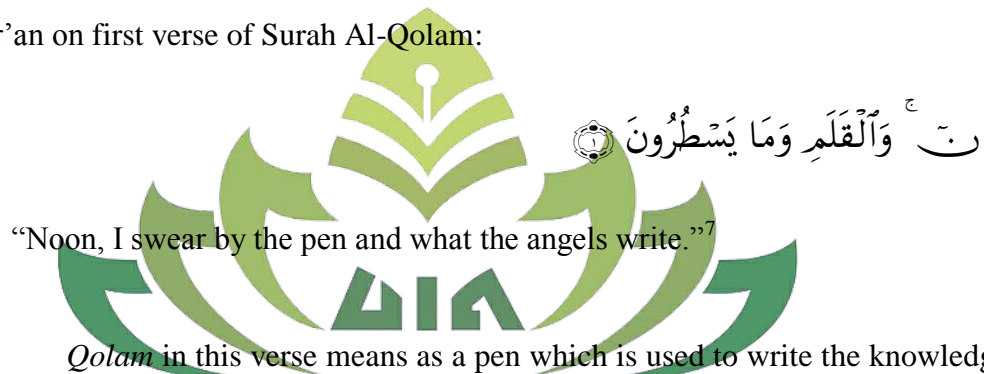 r’an on first verse of Surah Al-Qolam:
نٓ ۚ وَٱلْقَلَمِ وَمَا يَسْطُرُونَ ۝١
“Noon, I swear by the pen and what the angels write.”7
UIN
Qolam in this verse means as a pen which is used to write the knowledg